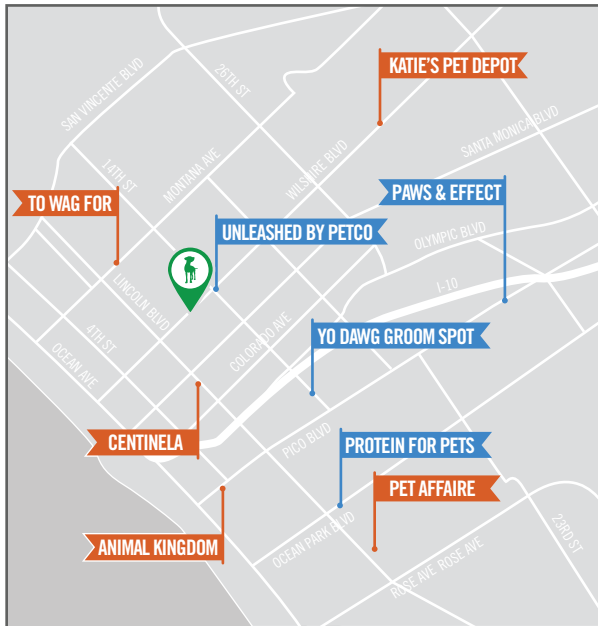 KATIE'S PET DEPOT
26TH ST
SAN VINCENTE BLVD
SANTA MONICA BLVD
MONTANA AVE
WILSHIRE BLVD
14TH ST
TO WAG FOR
PAWS & EFFECT
UNLEASHED BY PETCO
OLYMPIC BLVD
I-10
LINCOLN BLVD
4TH ST
COLORADO AVE
YO DAWG GROOM SPOT
OCEAN AVE
CENTINELA
PICO BLVD
PROTEIN FOR PETS
PET AFFAIRE
ANIMAL KINGDOM
OCEAN PARK BLVD
23RD ST
ROSE AVE ROSE AVE